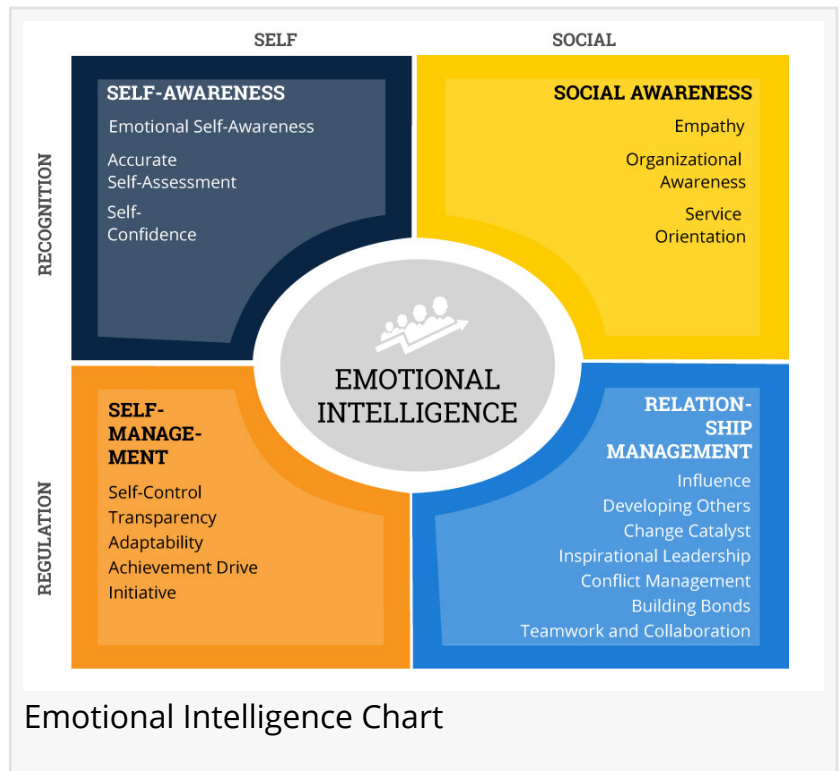 SELF
SOCIAL
RECOGNITION
SELF-AWARENESS
Emotional Self-Awareness
Accurate
Self-Assessment
Self-
Confidence
SOCIAL AWARENESS
Empathy
Organizational
Awareness
Service
Orientation
EMOTIONAL
INTELLIGENCE
REGULATION
SELF-
MANAGE-
MENT
Self-Control
Transparency
Adaptability
Achievement Drive
Initiative
RELATION-
SHIP
MANAGEMENT
Influence
Developing Others
Change Catalyst
Inspirational Leadership
Conflict Management
Building Bonds
Teamwork and Collaboration
Emotional Intelligence Chart